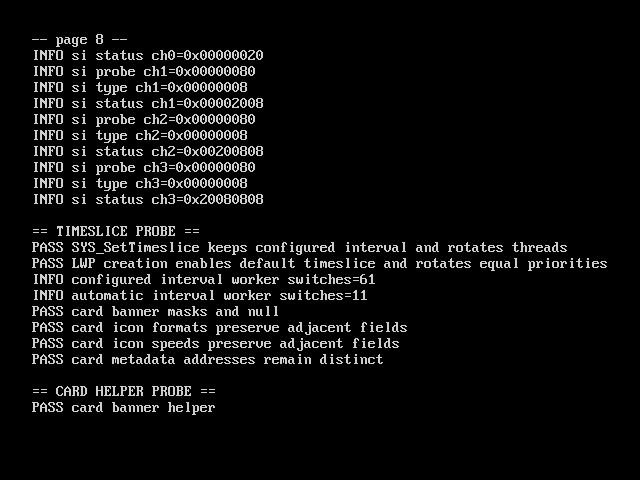 -- page 8 --
INFO si status ch0=0x00000020
INFO si probe ch1=0x00000080
INFO si type ch1=0x00000008
INFO si status ch1=0x00002008
INFO si probe ch2=0x00000080
INFO si type ch2=0x00000008
INFO si status ch2=0x00200808
INFO si probe ch3=0x00000080
INFO si type ch3=0x00000008
INFO si status ch3=0x20080808
== TIMESLICE PROBE ==
PASS SYS_SetTimeslice keeps configured interval and rotates threads
PASS LWP creation enables default timeslice and rotates equal priorities
INFO configured interval worker switches=61
INFO automatic interval worker switches=11
PASS card banner masks and null
PASS card icon formats preserve adjacent fields
PASS card icon speeds preserve adjacent fields
PASS card metadata addresses remain distinct
== CARD HELPER PROBE ==
PASS card banner helper